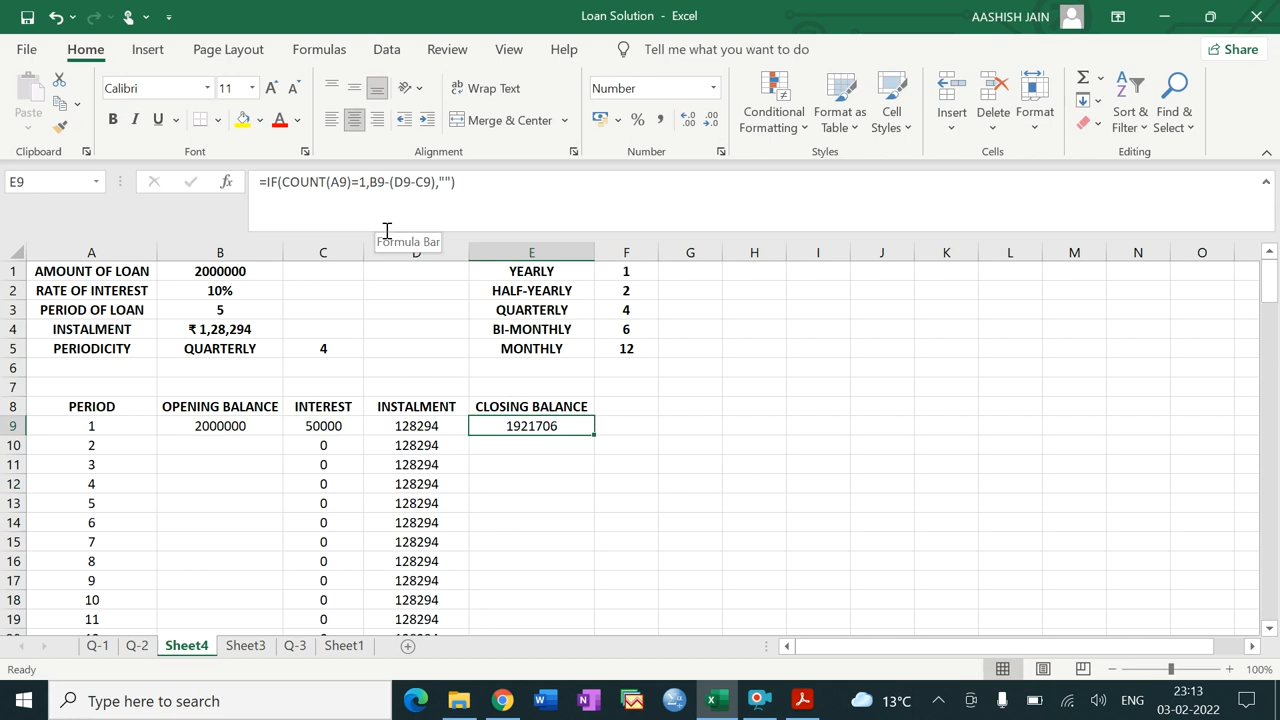 Loan Solution - Excel
AASHISH JAIN
File Home Insert Page Layout Formulas Data Review View Help Tell me what you want to do Share
Paste
Calibri 11
Wrap Text
Number
Merge & Center
B I U
Conditional Formatting
Format as Table
Cell Styles
Insert Delete Format
Sort & Filter
Find & Select
Clipboard Font Alignment Number Styles Cells Editing
E9 fx =IF(COUNT(A9)=1,B9-(D9-C9),"")
Formula Bar
A B C D E F G H I J K L M N O
1 AMOUNT OF LOAN 2000000 YEARLY 1
2 RATE OF INTEREST 10% HALF-YEARLY 2
3 PERIOD OF LOAN 5 QUARTERLY 4
4 INSTALMENT ₹ 1,28,294 BI-MONTHLY 6
5 PERIODICITY QUARTERLY 4 MONTHLY 12
6
7
8 PERIOD OPENING BALANCE INTEREST INSTALMENT CLOSING BALANCE
9 1 2000000 50000 128294 1921706
10 2 0 128294
11 3 0 128294
12 4 0 128294
13 5 0 128294
14 6 0 128294
15 7 0 128294
16 8 0 128294
17 9 0 128294
18 10 0 128294
19 11 0 128294
Q-1 Q-2 Sheet4 Sheet3 Q-3 Sheet1
Ready 100%
Type here to search 13°C ENG 23:13
03-02-2022